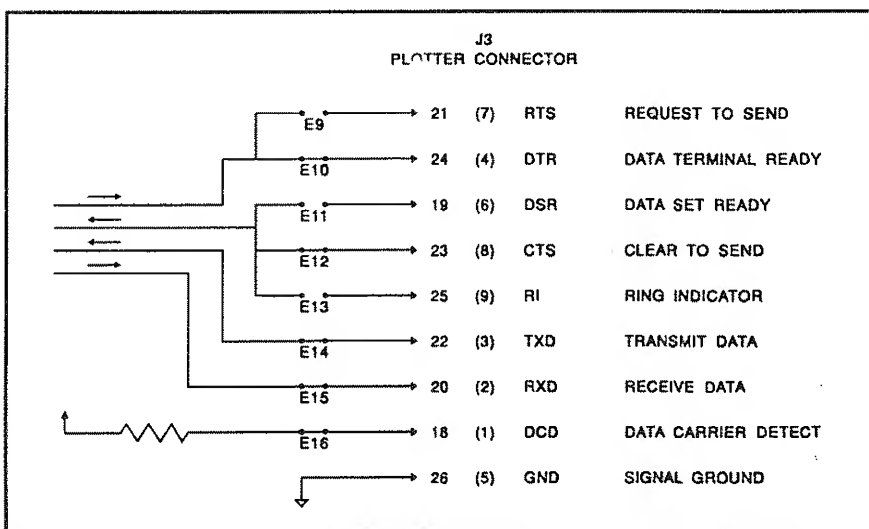 J3
PLOTTER CONNECTOR
E9 21 (7) RTS REQUEST TO SEND
E10 24 (4) DTR DATA TERMINAL READY
E11 19 (6) DSR DATA SET READY
E12 23 (8) CTS CLEAR TO SEND
E13 25 (9) RI RING INDICATOR
E14 22 (3) TXD TRANSMIT DATA
E15 20 (2) RXD RECEIVE DATA
E16 18 (1) DCD DATA CARRIER DETECT
26 (5) GND SIGNAL GROUND